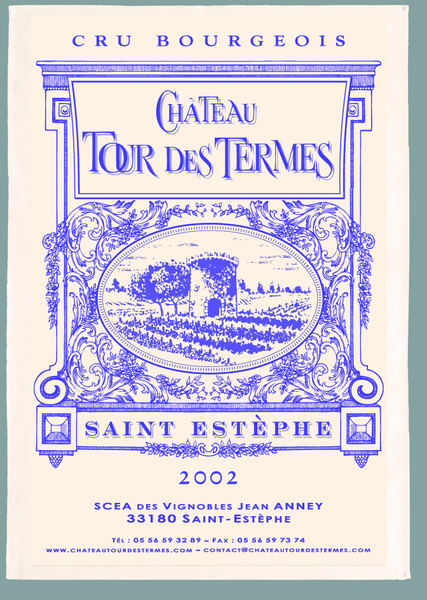 CRU BOURGEOIS
CHÂTEAU
TOUR DES TERMES
SAINT ESTÈPHE
2002
SCEA DES VIGNOBLES JEAN ANNEY
33180 SAINT-ESTÈPHE
TÉL : 05 56 59 32 89 – FAX : 05 56 59 73 74
WWW.CHATEAUTOURDESTERMES.COM – CONTACT@CHATEAUTOURDESTERMES.COM